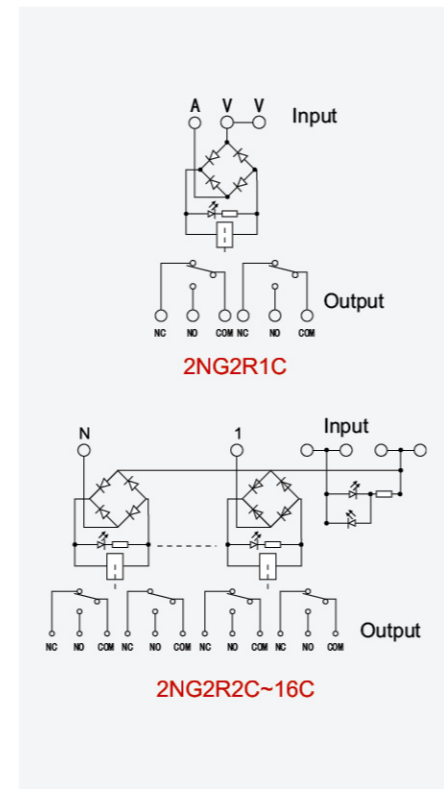 A V V Input
Output
NC NO COM NC NO COM
2NG2R1C
N 1 Input
Output
NC NO COM NC NO COM NC NO COM NC NO COM
2NG2R2C~16C